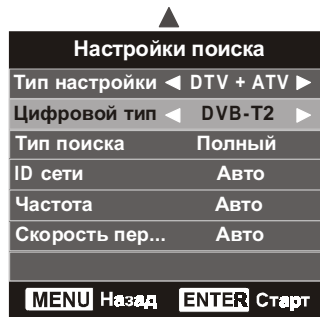 Настройки поиска
Тип настройки ◀ DTV + ATV ▶
Цифровой тип ◀ DVB-T2 ▶
Тип поиска Полный
ID сети Авто
Частота Авто
Скорость пер... Авто
MENU Назад ENTER Старт